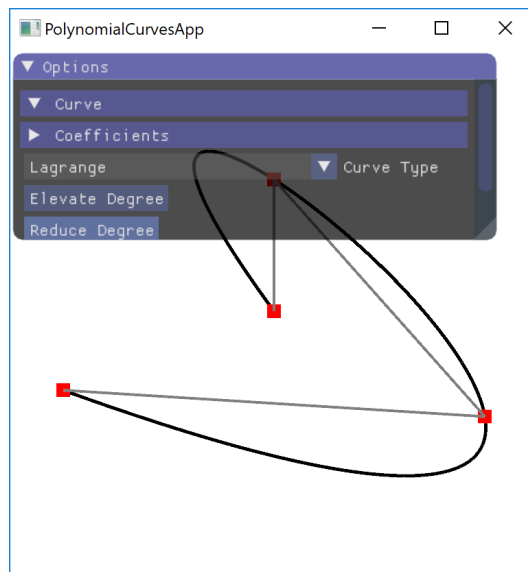 PolynomialCurvesApp
Options
Curve
Coefficients
Lagrange Curve Type
Elevate Degree
Reduce Degree